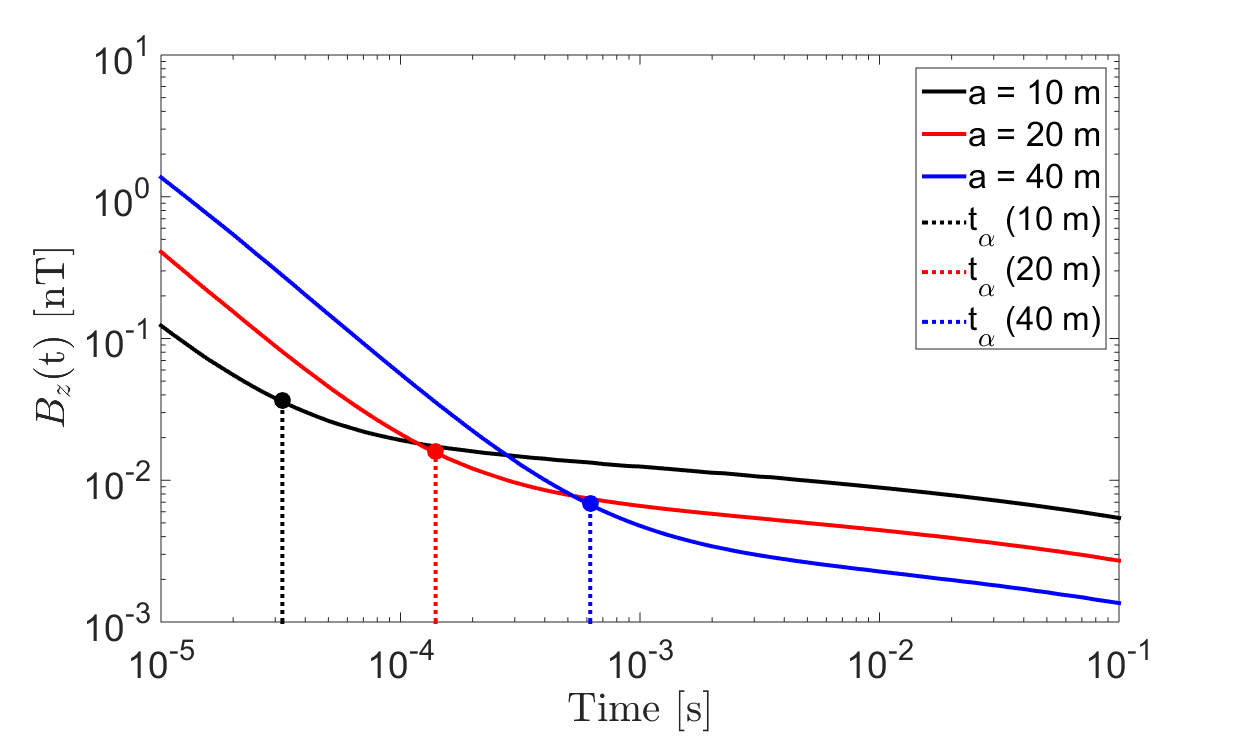 10^1
10^0
10^-1
10^-2
10^-3
B_z(t) [nT]
10^-5
10^-4
10^-3
10^-2
10^-1
Time [s]
a = 10 m
a = 20 m
a = 40 m
t_α (10 m)
t_α (20 m)
t_α (40 m)